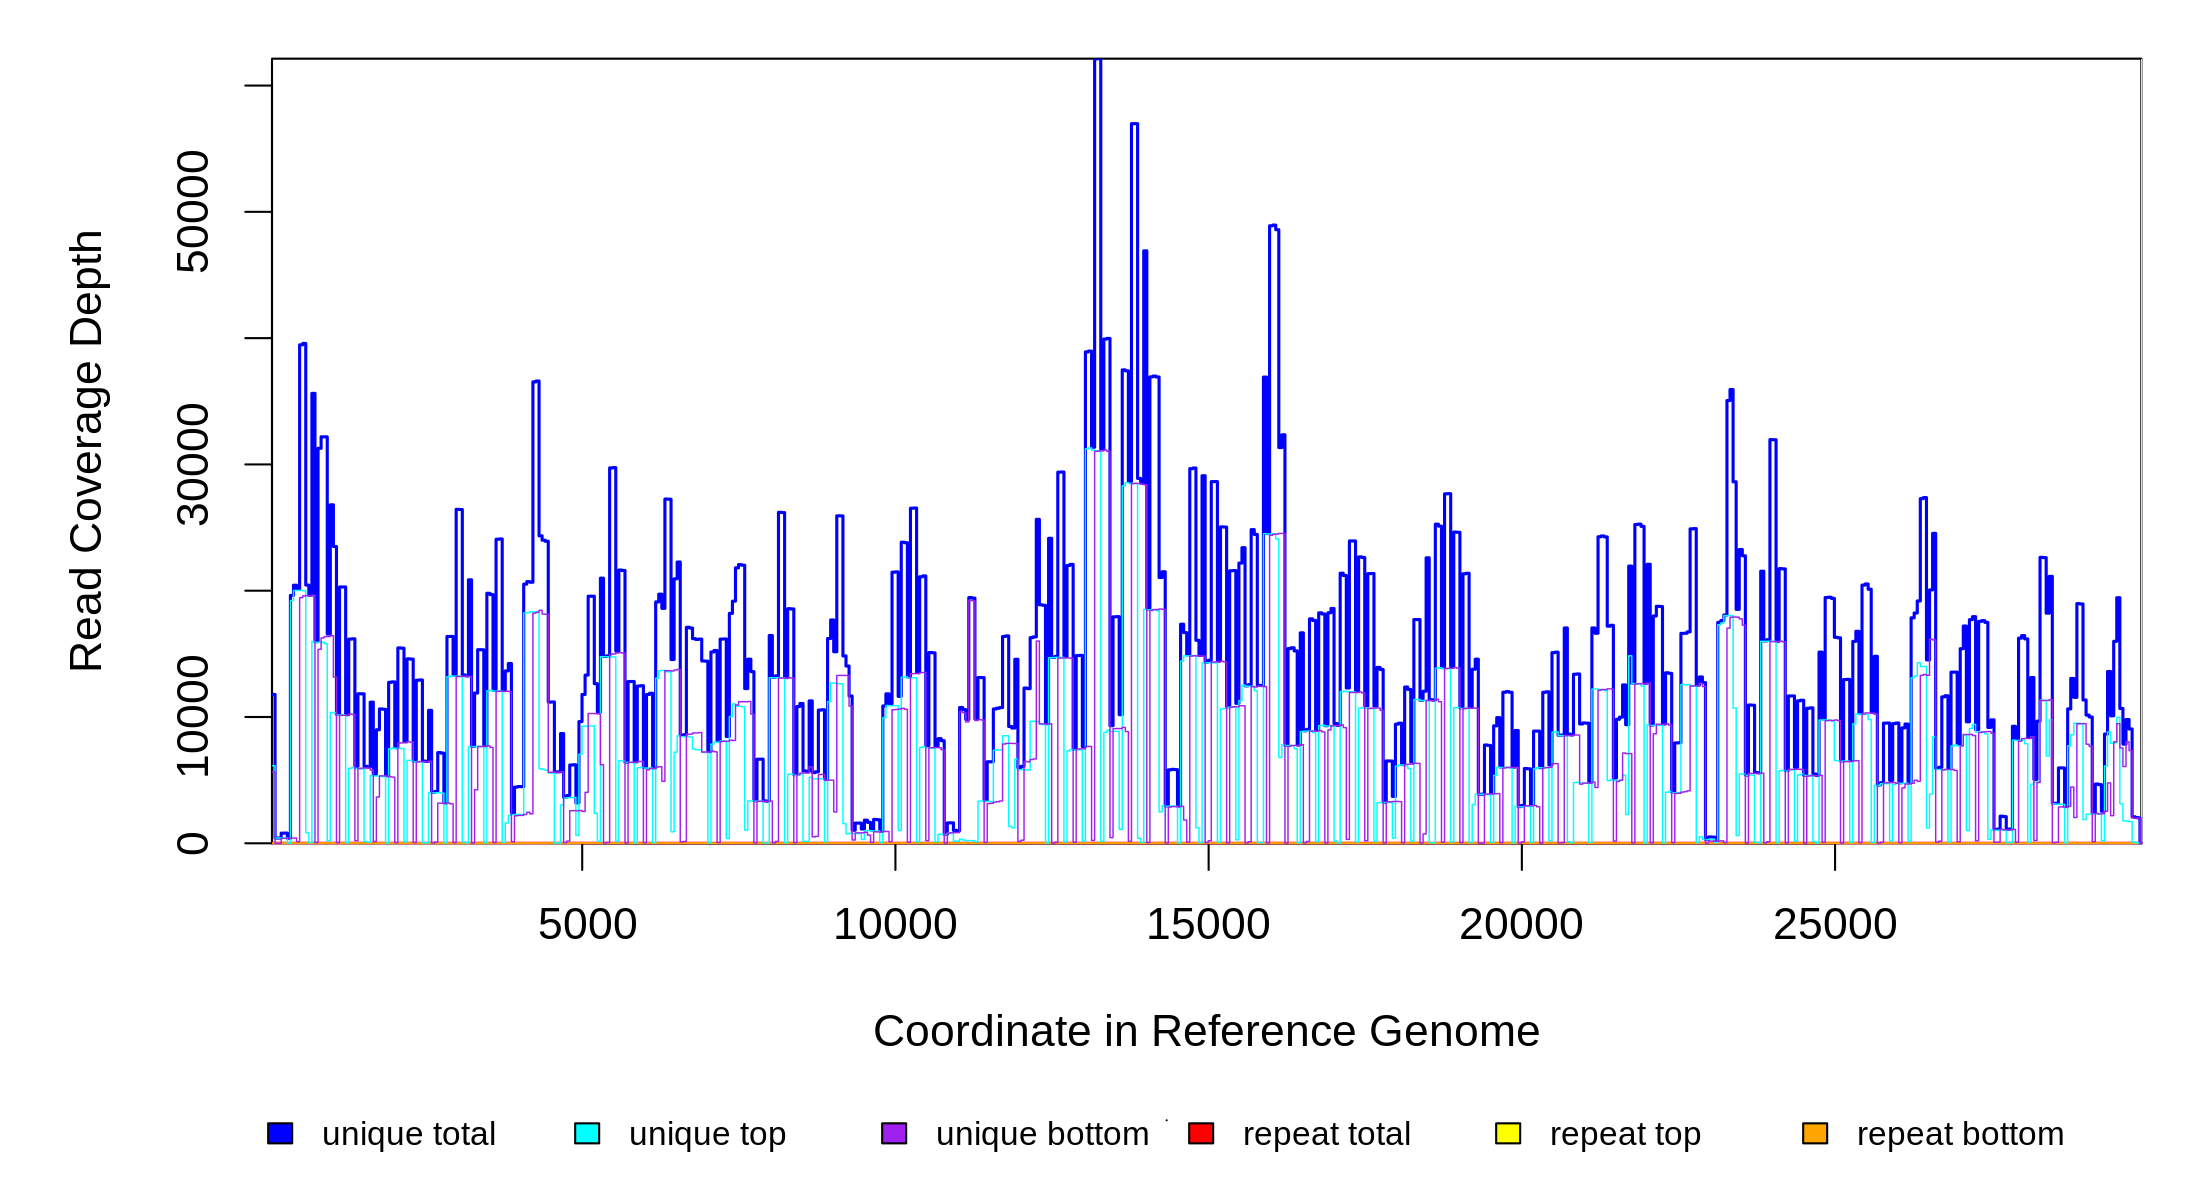 Read Coverage Depth
50000
30000
10000
0
5000 10000 15000 20000 25000
Coordinate in Reference Genome
unique total unique top unique bottom repeat total repeat top repeat bottom